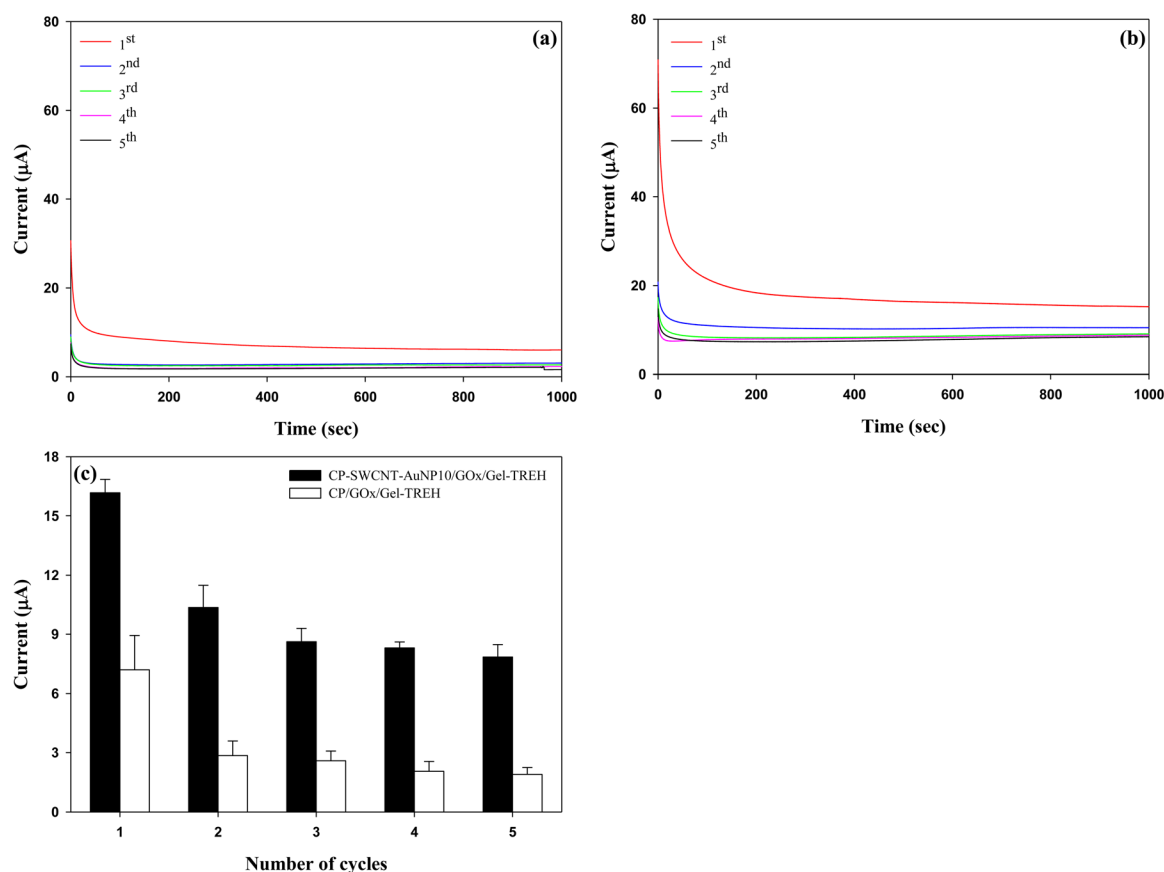 (a)
80
60
40
20
0
Current (µA)
1st
2nd
3rd
4th
5th
0 200 400 600 800 1000
Time (sec)
(b)
80
60
40
20
0
Current (µA)
1st
2nd
3rd
4th
5th
0 200 400 600 800 1000
Time (sec)
(c)
18
15
12
9
6
3
0
Current (µA)
CP-SWCNT-AuNP10/GOx/Gel-TREH
CP/GOx/Gel-TREH
1 2 3 4 5
Number of cycles